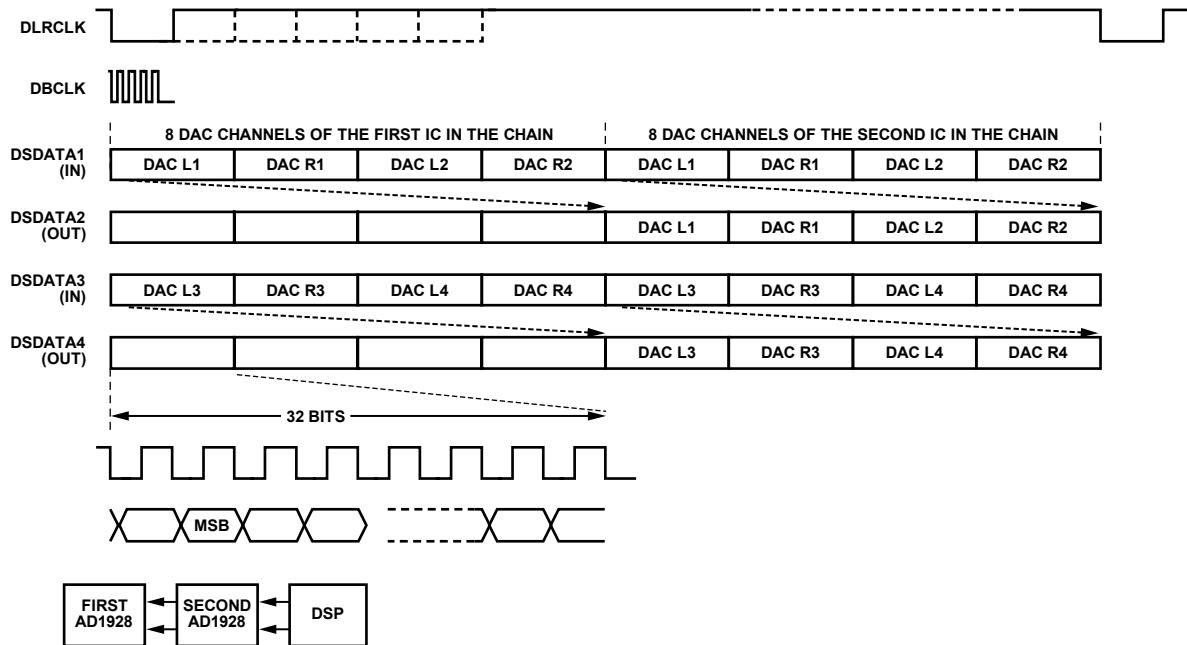 DLRCLK
DBCLK
8 DAC CHANNELS OF THE FIRST IC IN THE CHAIN 8 DAC CHANNELS OF THE SECOND IC IN THE CHAIN
DSDATA1
(IN)
DAC L1 DAC R1 DAC L2 DAC R2 DAC L1 DAC R1 DAC L2 DAC R2
DSDATA2
(OUT)
DAC L1 DAC R1 DAC L2 DAC R2
DSDATA3
(IN)
DAC L3 DAC R3 DAC L4 DAC R4 DAC L3 DAC R3 DAC L4 DAC R4
DSDATA4
(OUT)
DAC L3 DAC R3 DAC L4 DAC R4
32 BITS
MSB
FIRST
AD1928
SECOND
AD1928
DSP